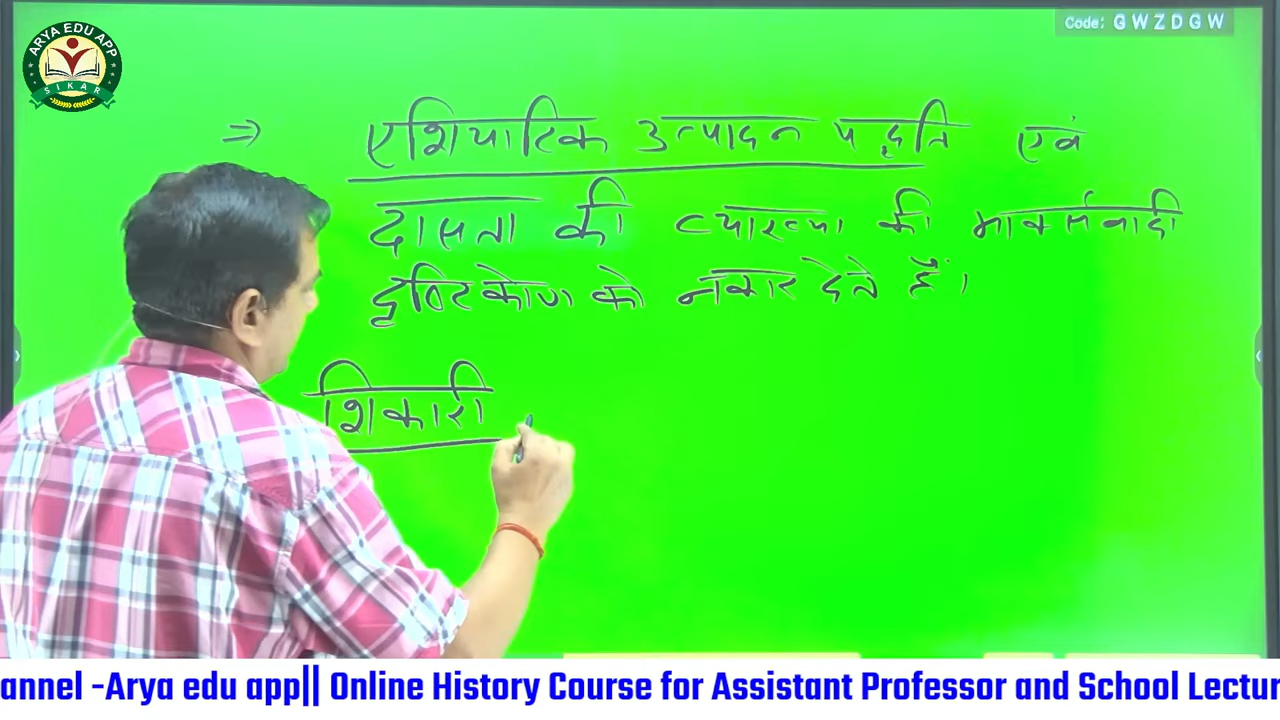 ARYA EDU APP
SIKAR
Code: GWZDGW
⇒ एशियाटिक उत्पादन पद्धति एवं
दासता की व्याख्या की मार्क्सवादी
दृष्टिकोण को नकार देते हैं।
शिकारी
annel -Arya edu app|| Online History Course for Assistant Professor and School Lectur